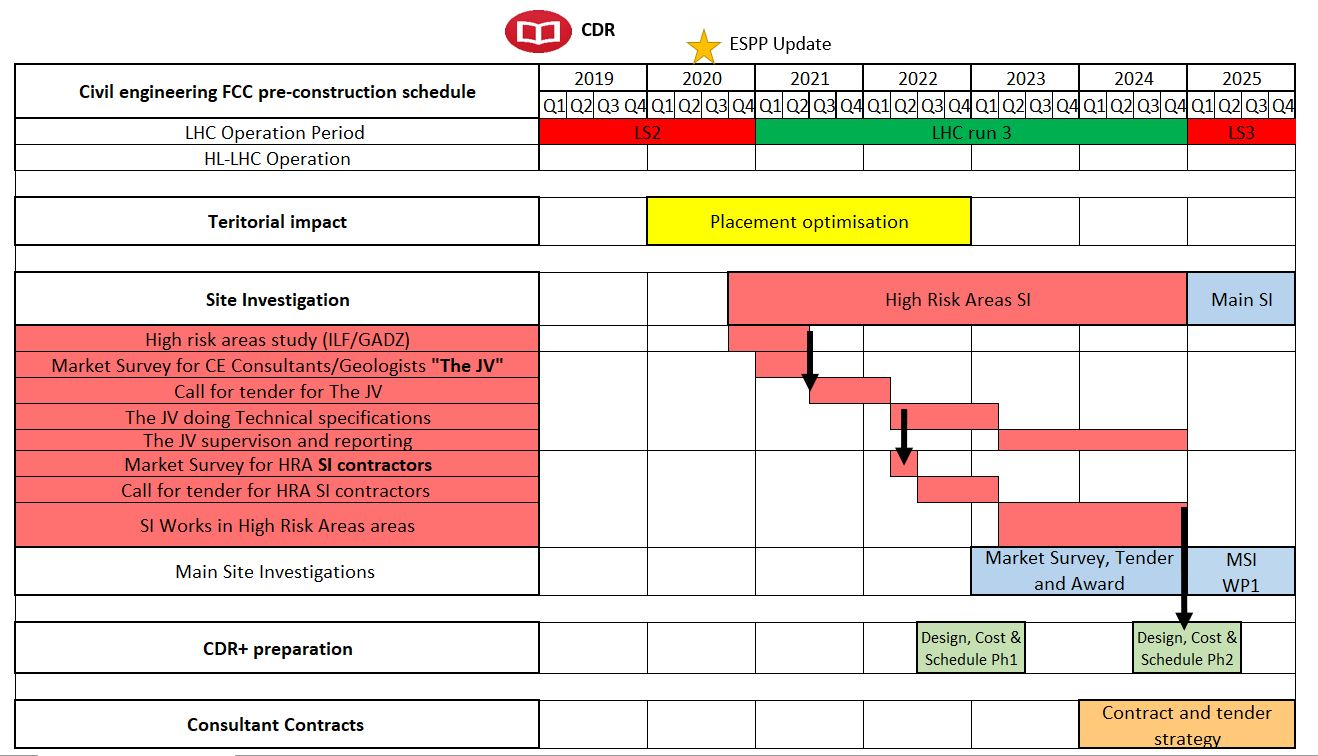 CDR
ESPP Update
Civil engineering FCC pre-construction schedule
2019 2020 2021 2022 2023 2024 2025
Q1 Q2 Q3 Q4 Q1 Q2 Q3 Q4 Q1 Q2 Q3 Q4 Q1 Q2 Q3 Q4 Q1 Q2 Q3 Q4 Q1 Q2 Q3 Q4 Q1 Q2 Q3 Q4
LHC Operation Period LS2 LHC run 3 LS3
HL-LHC Operation
Teritorial impact Placement optimisation
Site Investigation High Risk Areas SI Main SI
High risk areas study (ILF/GADZ)
Market Survey for CE Consultants/Geologists "The JV"
Call for tender for The JV
The JV doing Technical specifications
The JV supervison and reporting
Market Survey for HRA SI contractors
Call for tender for HRA SI contractors
SI Works in High Risk Areas areas
Main Site Investigations
Market Survey, Tender
and Award
MSI
WP1
CDR+ preparation
Design, Cost &
Schedule Ph1
Design, Cost &
Schedule Ph2
Consultant Contracts
Contract and tender
strategy